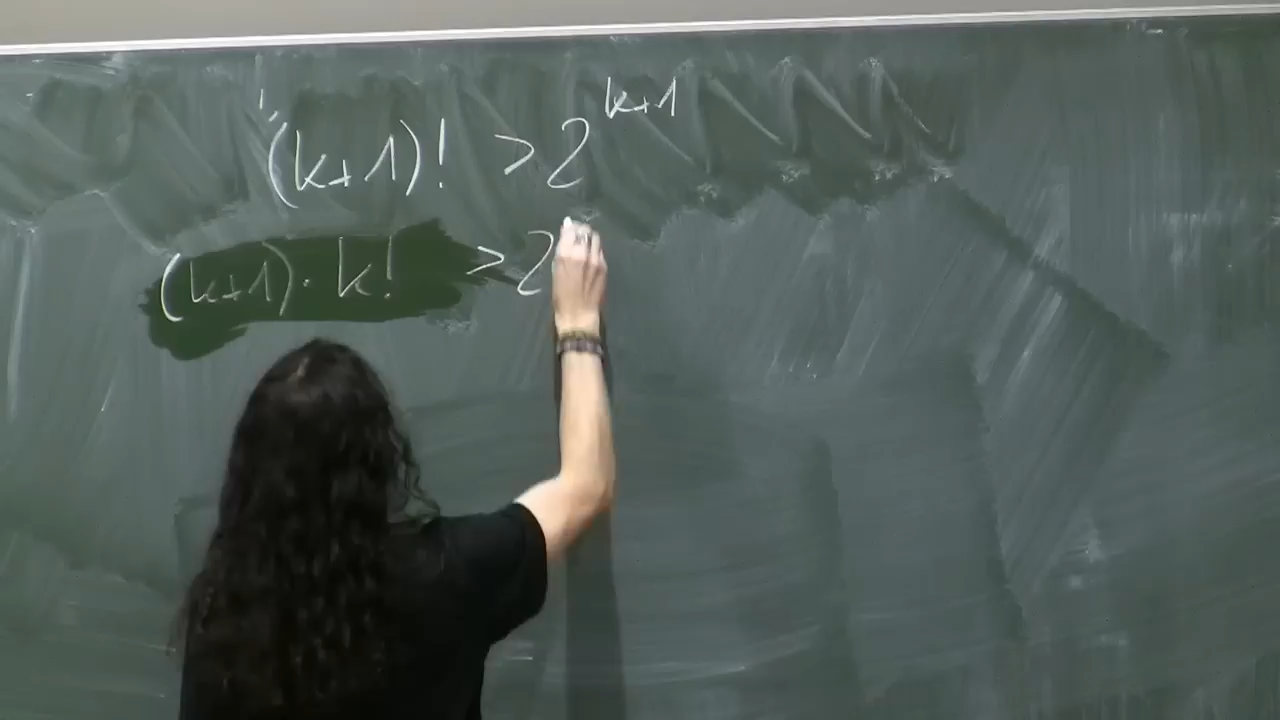 (k+1)! > 2^{k+1}
(k+1) · k! > 2